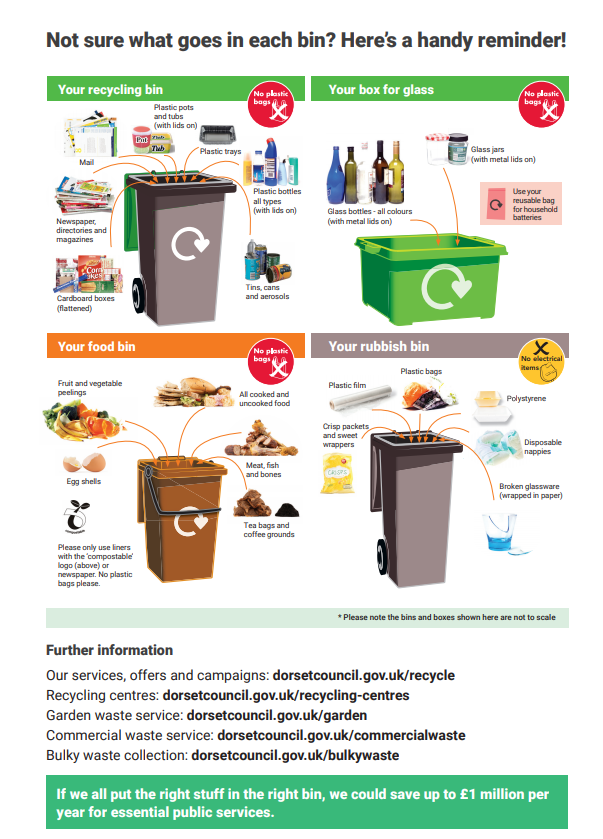 Not sure what goes in each bin? Here's a handy reminder!
Your recycling bin
No plastic
bags
Plastic pots
and tubs
(with lids on)
Pot
Tub
Tub
Plastic trays
Mail
Plastic bottles
all types
(with lids on)
Newspaper,
directories and
magazines
Cardboard boxes
(flattened)
Tins, cans
and aerosols
Your box for glass
No plastic
bags
Glass jars
(with metal lids on)
Use your
reusable bag
for household
batteries
Glass bottles - all colours
(with metal lids on)
Your food bin
No plastic
bags
Fruit and vegetable
peelings
All cooked and
uncooked food
Meat, fish
and bones
Egg shells
Tea bags and
coffee grounds
Please only use liners
with the 'compostable'
logo (above) or
newspaper. No plastic
bags please.
Your rubbish bin
No electrical
items
Plastic film
Plastic bags
Polystyrene
Crisp packets
and sweet
wrappers
CRISPS
Disposable
nappies
Broken glassware
(wrapped in paper)
* Please note the bins and boxes shown here are not to scale
Further information
Our services, offers and campaigns: dorsetcouncil.gov.uk/recycle
Recycling centres: dorsetcouncil.gov.uk/recycling-centres
Garden waste service: dorsetcouncil.gov.uk/garden
Commercial waste service: dorsetcouncil.gov.uk/commercialwaste
Bulky waste collection: dorsetcouncil.gov.uk/bulkywaste
If we all put the right stuff in the right bin, we could save up to £1 million per
year for essential public services.